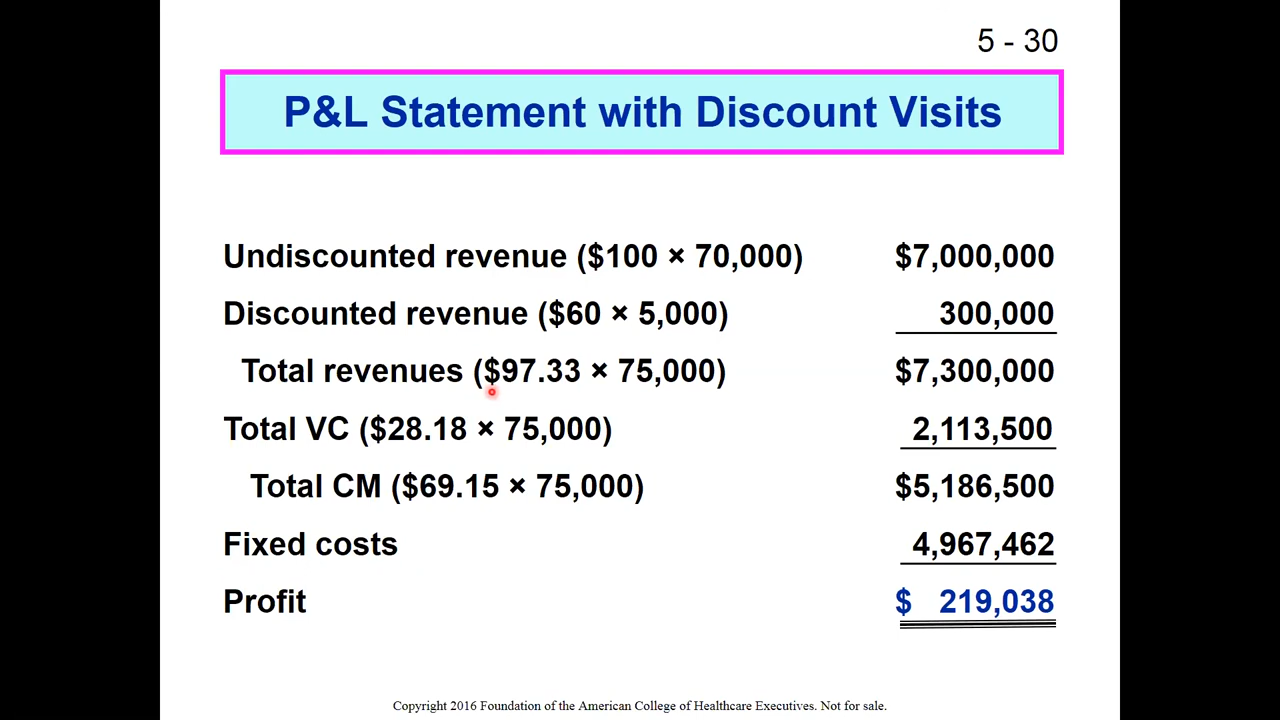 5 - 30
P&L Statement with Discount Visits
Undiscounted revenue ($100 × 70,000) $7,000,000
Discounted revenue ($60 × 5,000) 300,000
Total revenues ($97.33 × 75,000) $7,300,000
Total VC ($28.18 × 75,000) 2,113,500
Total CM ($69.15 × 75,000) $5,186,500
Fixed costs 4,967,462
Profit $ 219,038
Copyright 2016 Foundation of the American College of Healthcare Executives. Not for sale.